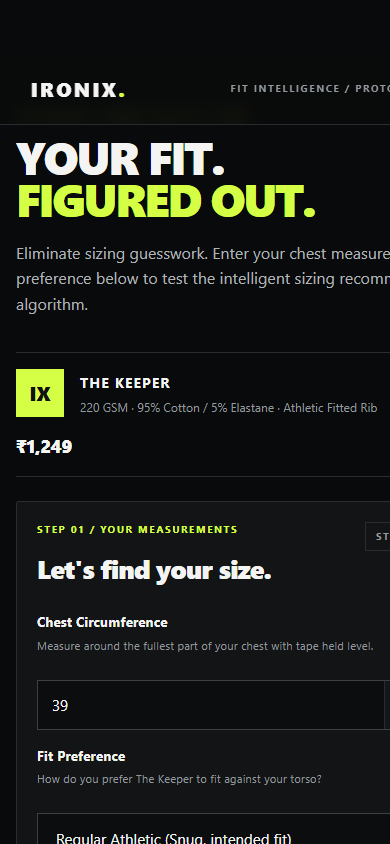 IRONIX.
FIT INTELLIGENCE / PROTO
YOUR FIT.
FIGURED OUT.
Eliminate sizing guesswork. Enter your chest measure
preference below to test the intelligent sizing recomm
algorithm.
IX
THE KEEPER
220 GSM · 95% Cotton / 5% Elastane · Athletic Fitted Rib
₹1,249
STEP 01 / YOUR MEASUREMENTS
ST
Let's find your size.
Chest Circumference
Measure around the fullest part of your chest with tape held level.
39
Fit Preference
How do you prefer The Keeper to fit against your torso?
Regular Athletic (Snug, intended fit)